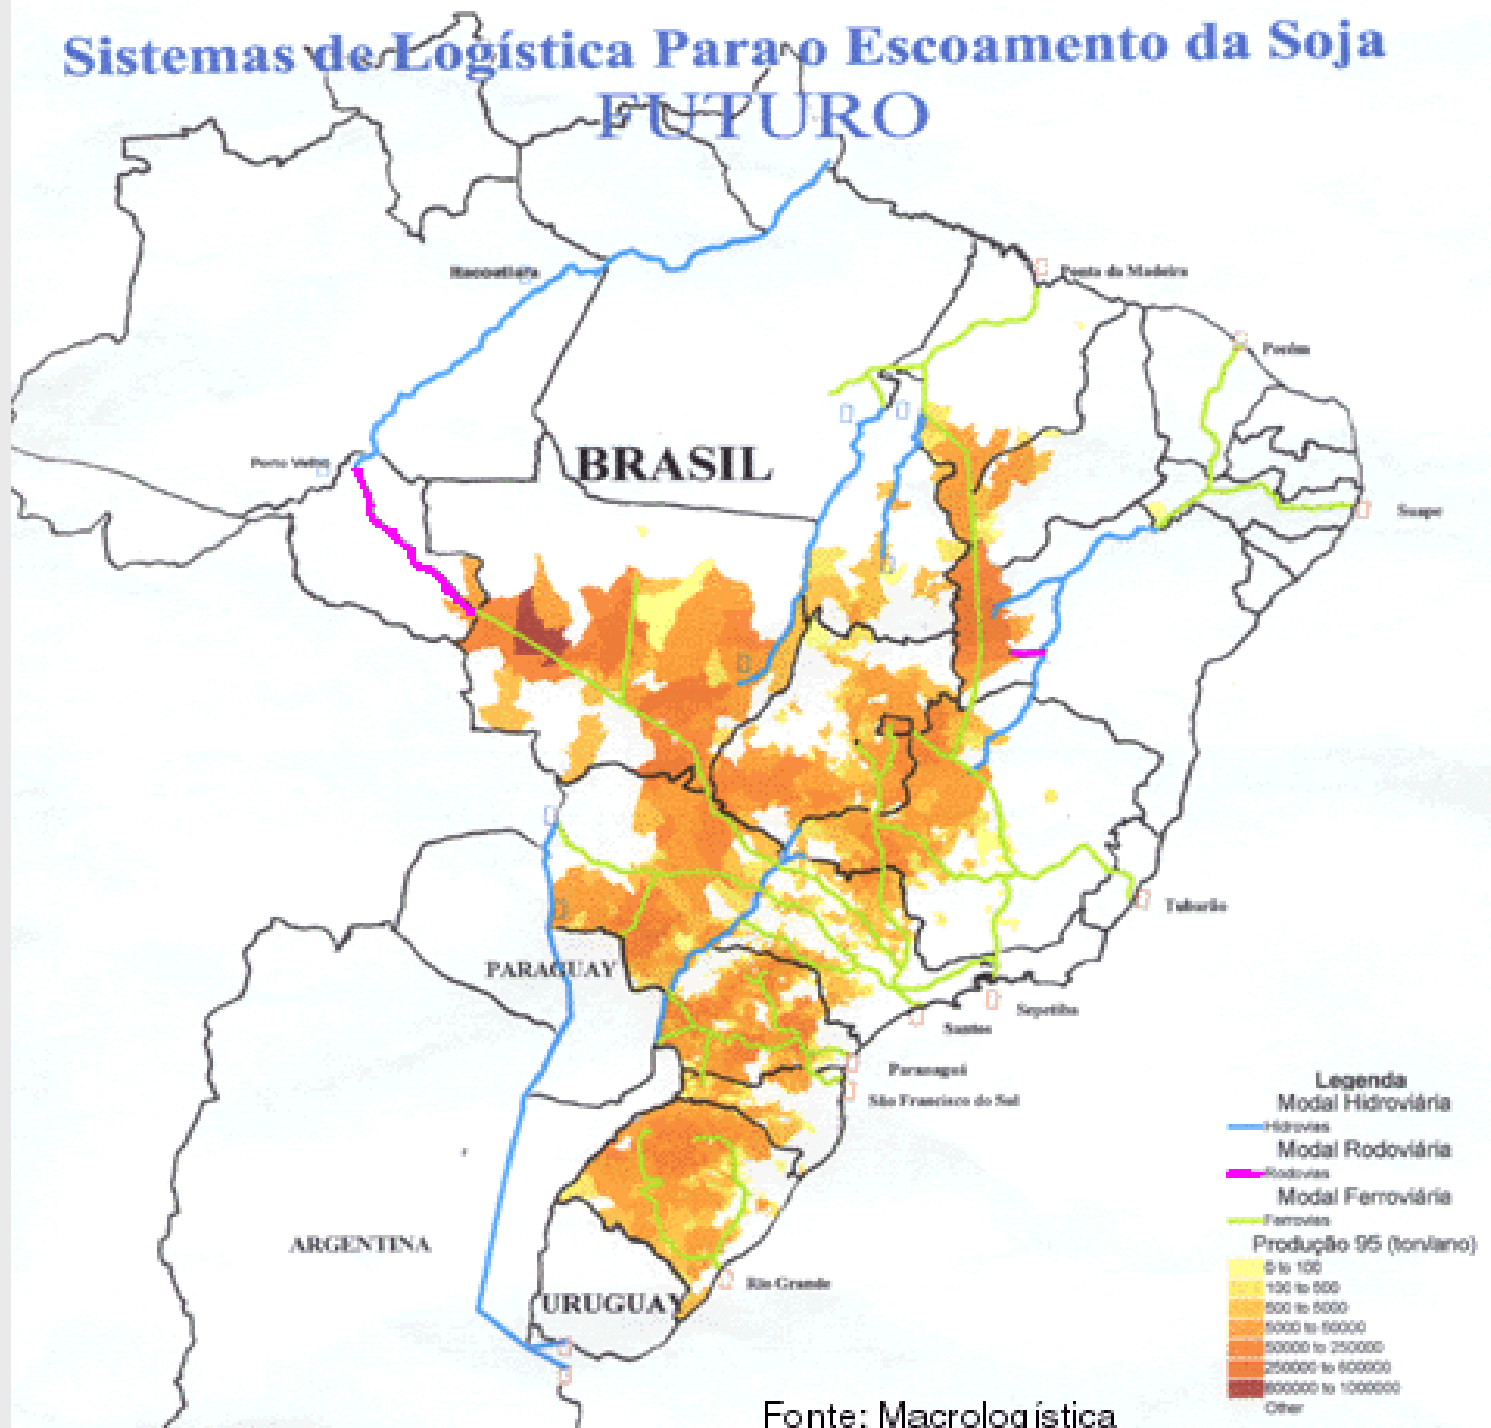 Sistemas de Logística Para o Escoamento da Soja
FUTURO
Itacoatiara
Ponta da Madeira
Pecém
Porto Velho
BRASIL
Suape
Tubarão
PARAGUAY
Sepetiba
Santos
Paranaguá
São Francisco do Sul
ARGENTINA
Rio Grande
URUGUAY
Legenda
Modal Hidroviária
Hidrovias
Modal Rodoviária
Rodovias
Modal Ferroviária
Ferrovias
Produção 95 (ton/ano)
0 to 100
100 to 500
500 to 5000
5000 to 50000
50000 to 250000
250000 to 600000
to 1000000
Other
Fonte: Macrologística